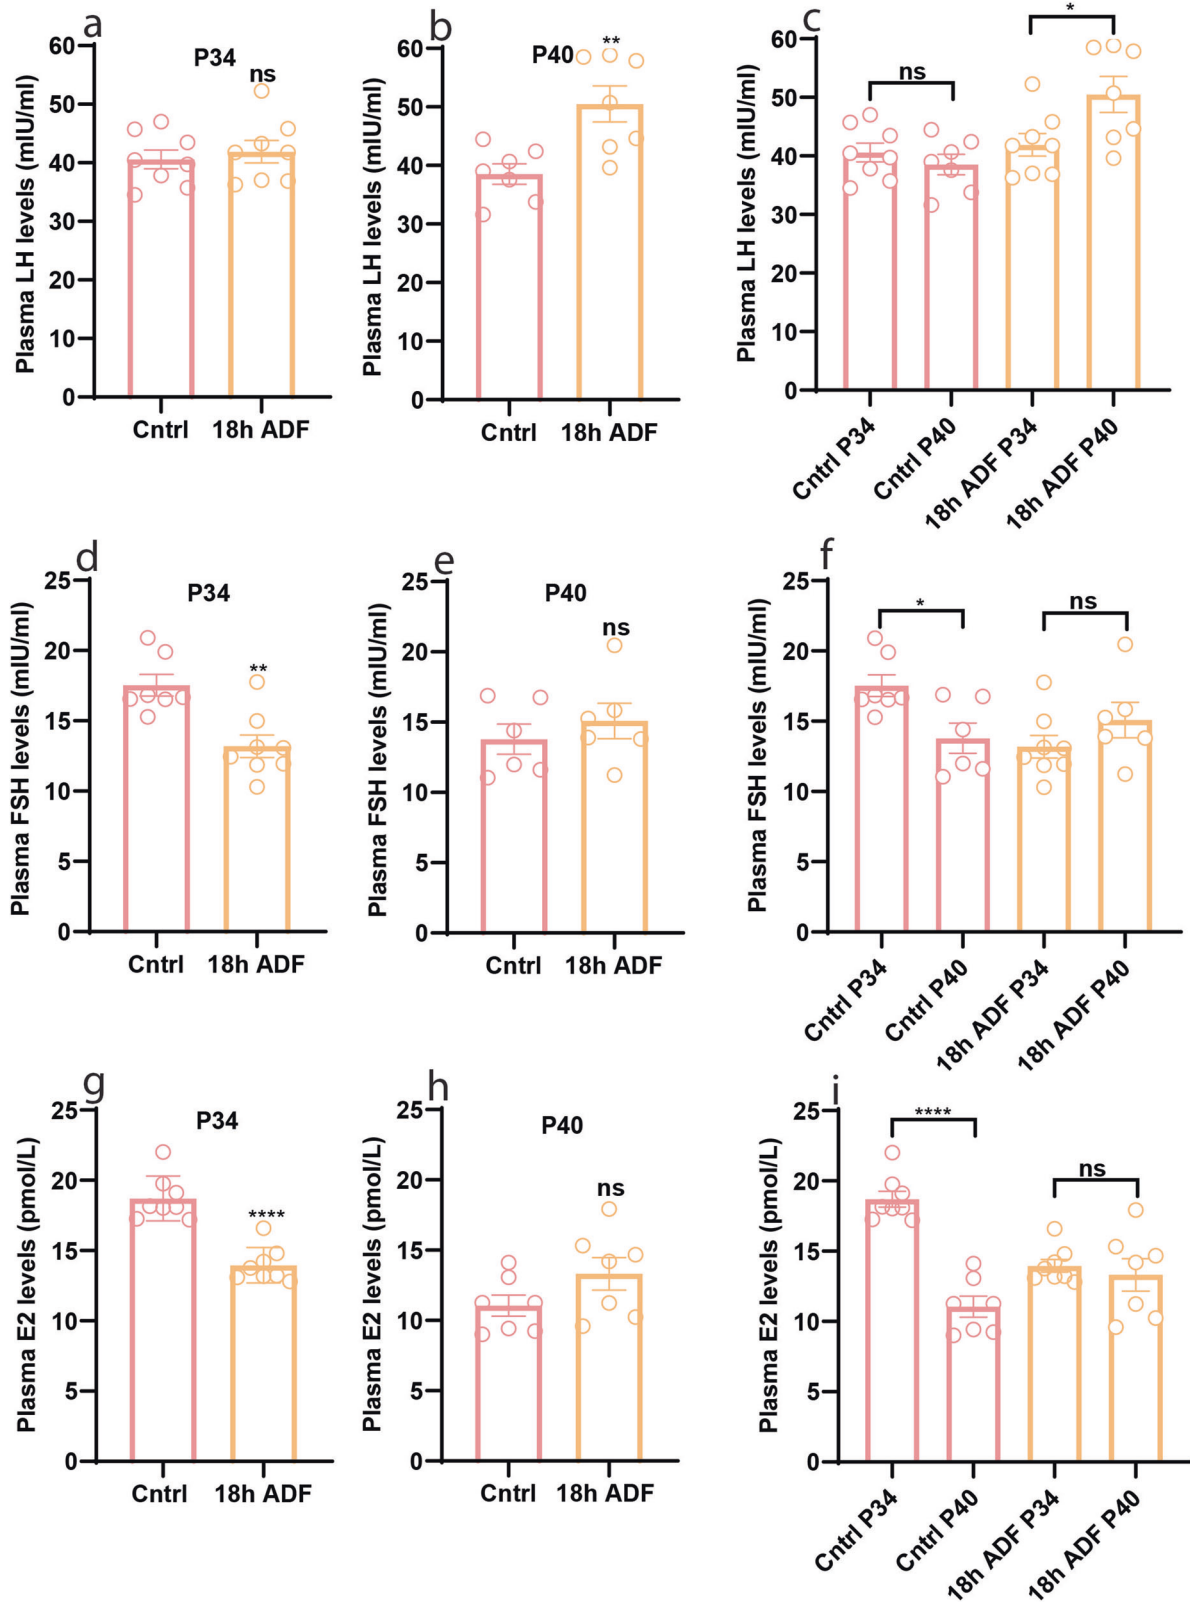 a
P34
ns
Plasma LH levels (mIU/ml)
60
50
40
30
20
10
0
Cntrl 18h ADF
b
P40
**
Plasma LH levels (mIU/ml)
60
50
40
30
20
10
0
Cntrl 18h ADF
c
ns
*
Plasma LH levels (mIU/ml)
60
50
40
30
20
10
0
Cntrl P34
Cntrl P40
18h ADF P34
18h ADF P40
d
P34
**
Plasma FSH levels (mIU/ml)
25
20
15
10
5
0
Cntrl 18h ADF
e
P40
ns
Plasma FSH levels (mIU/ml)
25
20
15
10
5
0
Cntrl 18h ADF
f
*
ns
Plasma FSH levels (mIU/ml)
25
20
15
10
5
0
Cntrl P34
Cntrl P40
18h ADF P34
18h ADF P40
g
P34
****
Plasma E2 levels (pmol/L)
25
20
15
10
5
0
Cntrl 18h ADF
h
P40
ns
Plasma E2 levels (pmol/L)
25
20
15
10
5
0
Cntrl 18h ADF
i
****
ns
Plasma E2 levels (pmol/L)
25
20
15
10
5
0
Cntrl P34
Cntrl P40
18h ADF P34
18h ADF P40